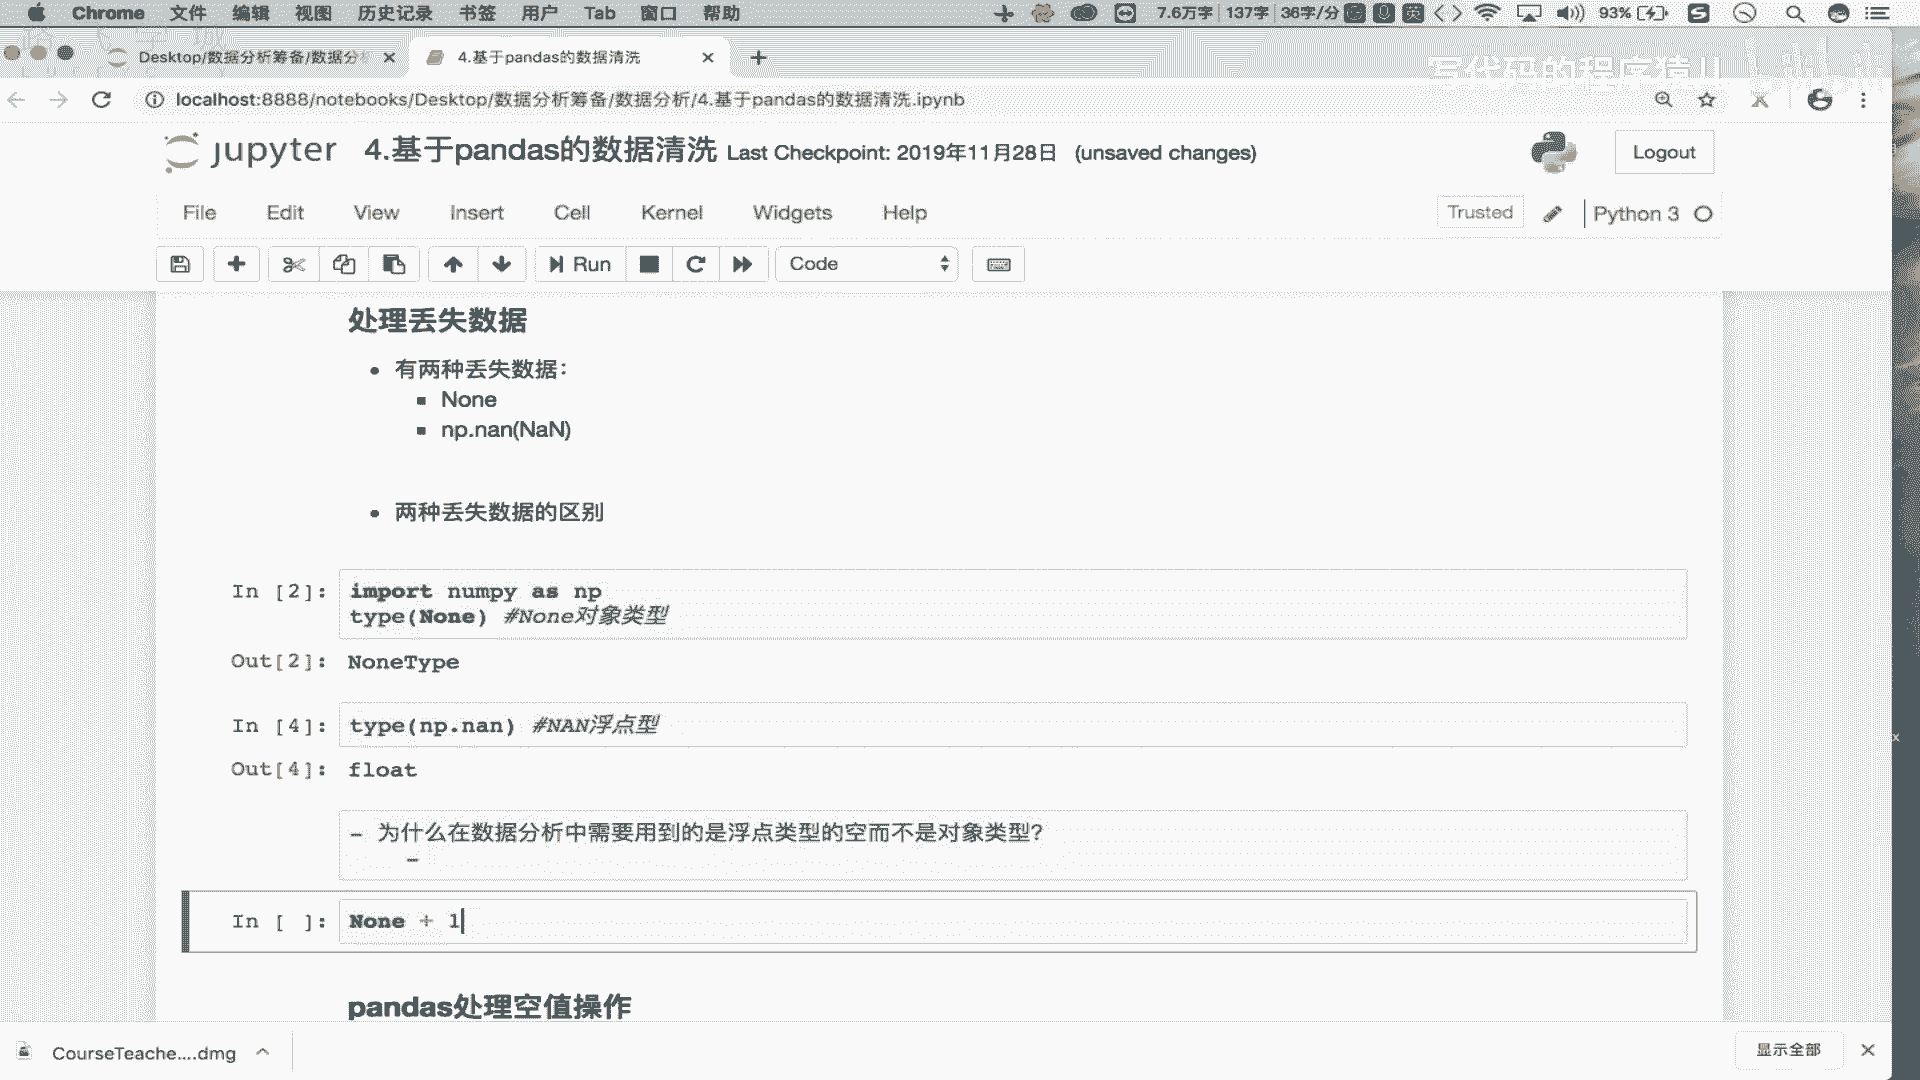 Chrome 文件 编辑 视图 历史记录 书签 用户 Tab 窗口 帮助 7.6万字 137字 36字/分 英 93%
Desktop/数据分析筹备/数据分 4.基于pandas的数据清洗
写代码的程序猿JJ bilibili
localhost:8888/notebooks/Desktop/数据分析筹备/数据分析/4.基于pandas的数据清洗.ipynb
jupyter 4.基于pandas的数据清洗 Last Checkpoint: 2019年11月28日 (unsaved changes)
Logout
File Edit View Insert Cell Kernel Widgets Help Trusted Python 3
Run Code
处理丢失数据
有两种丢失数据:
None
np.nan(NaN)
两种丢失数据的区别
In [2]: import numpy as np
type(None) #None对象类型
Out[2]: NoneType
In [4]: type(np.nan) #NAN浮点型
Out[4]: float
- 为什么在数据分析中需要用到的是浮点类型的空而不是对象类型?
-
In [ ]: None + 1
pandas处理空值操作
CourseTeache....dmg
显示全部